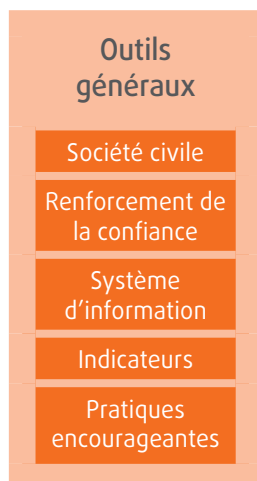 Outils
généraux
Société civile
Renforcement de
la confiance
Système
d’information
Indicateurs
Pratiques
encourageantes